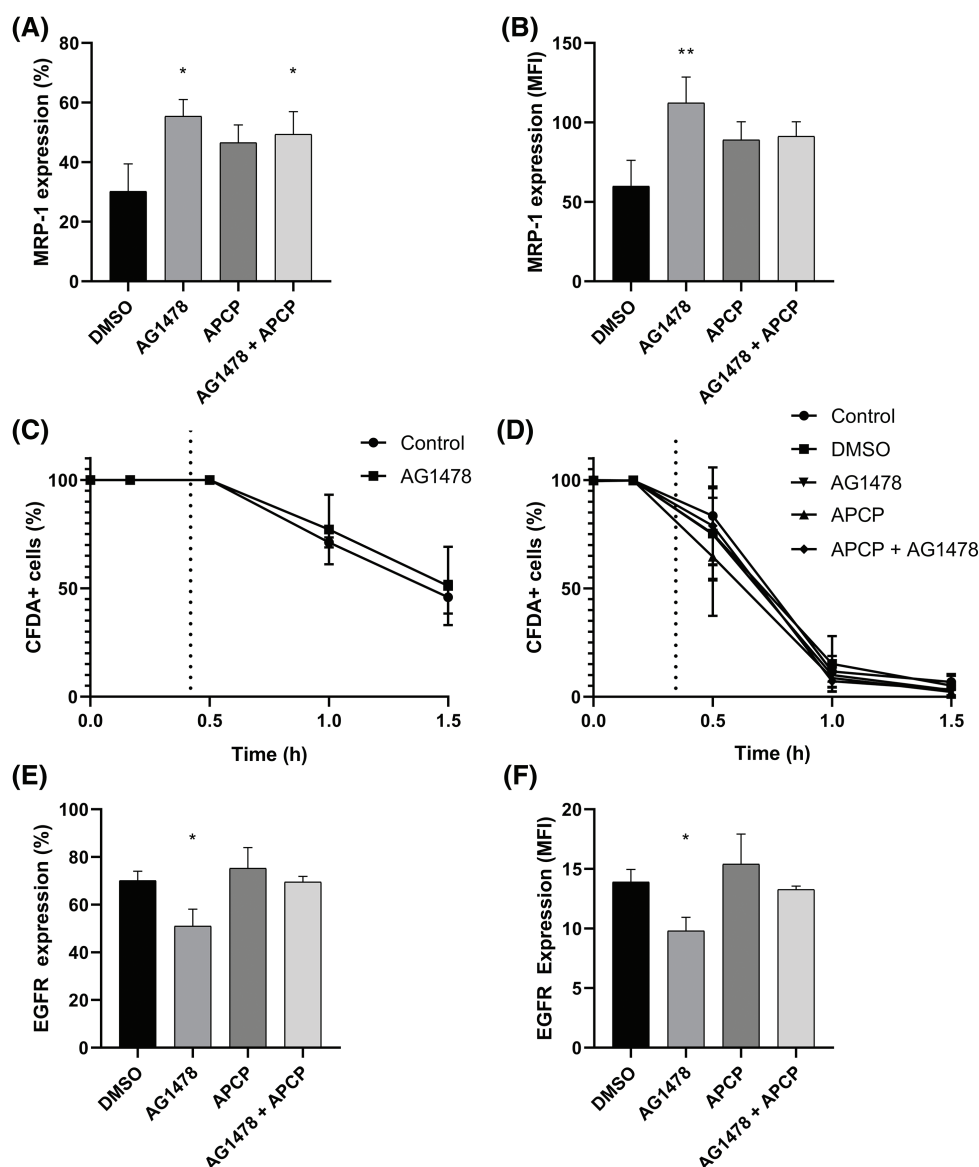 (A)
MRP-1 expression (%)
80
60
40
20
0
*
*
DMSO
AG1478
APCP
AG1478 + APCP
(B)
MRP-1 expression (MFI)
150
100
50
0
**
DMSO
AG1478
APCP
AG1478 + APCP
(C)
CFDA+ cells (%)
100
50
0
0.0
0.5
1.0
1.5
Time (h)
Control
AG1478
(D)
CFDA+ cells (%)
100
50
0
0.0
0.5
1.0
1.5
Time (h)
Control
DMSO
AG1478
APCP
APCP + AG1478
(E)
EGFR expression (%)
100
80
60
40
20
0
*
DMSO
AG1478
APCP
AG1478 + APCP
(F)
EGFR Expression (MFI)
20
15
10
5
0
*
DMSO
AG1478
APCP
AG1478 + APCP